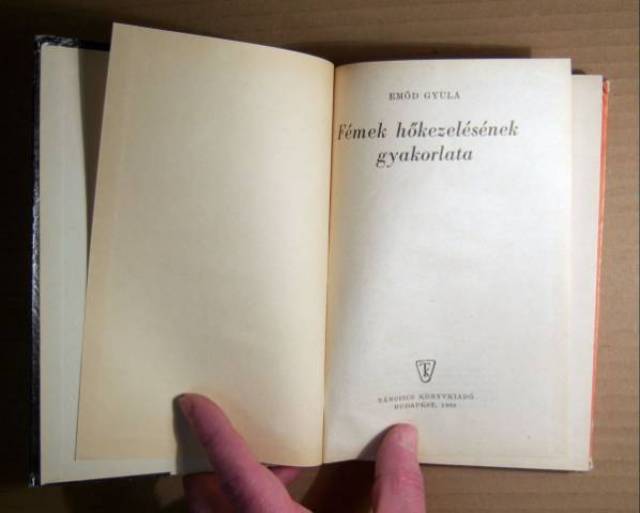 EMŐD GYULA
Fémek hőkezelésének
gyakorlata
TÁNCSICS KÖNYVKIADÓ
BUDAPEST,